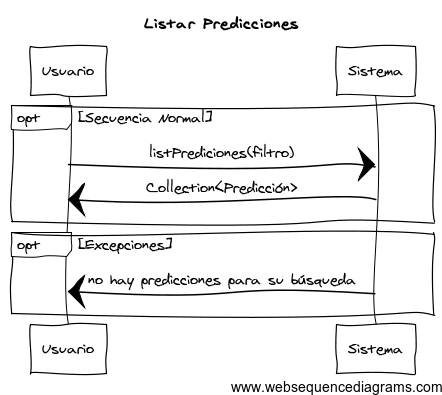 Listar Predicciones
Usuario
Sistema
opt
[Secuencia Normal]
listPrediciones(filtro)
Collection<Predicción>
opt
[Excepciones]
no hay predicciones para su búsqueda
Usuario
Sistema
www.websequencediagrams.com